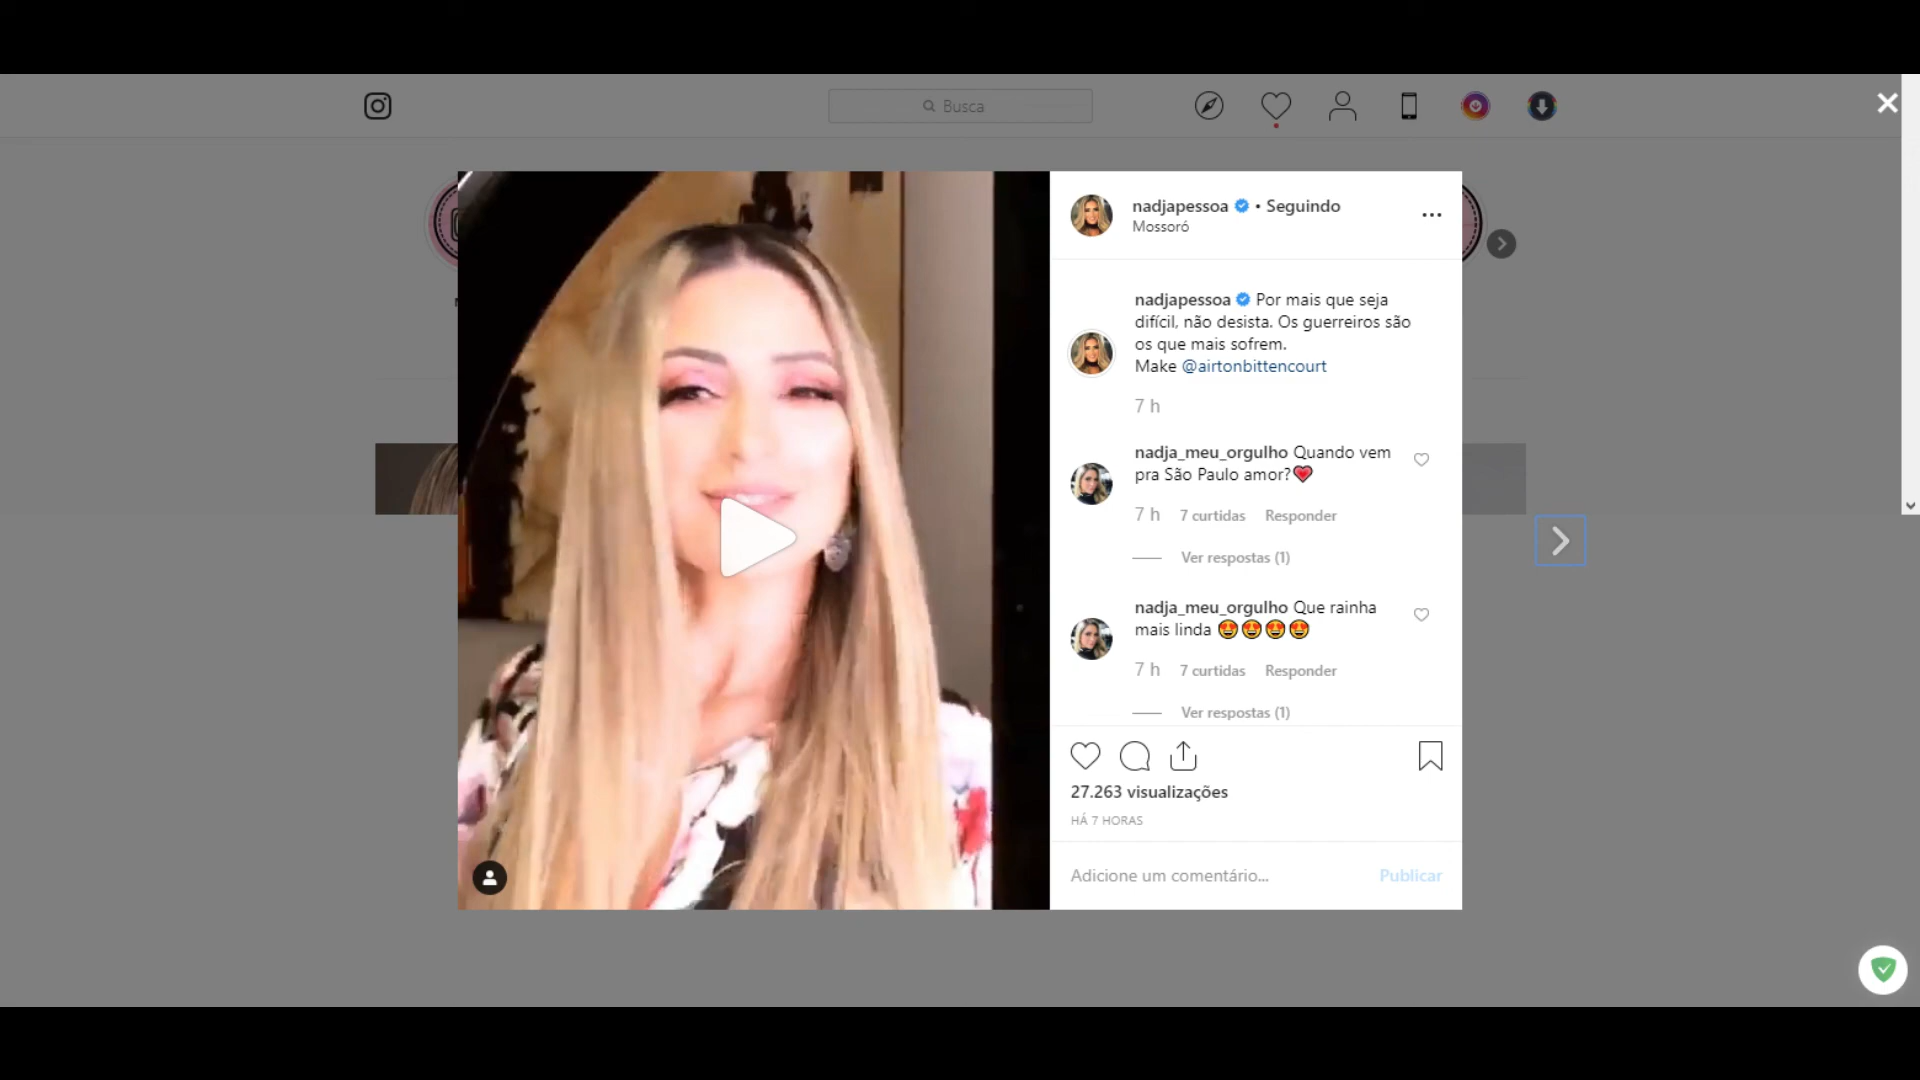 Busca
nadjapessoa • Seguindo
Mossoró
nadjapessoa Por mais que seja
difícil, não desista. Os guerreiros são
os que mais sofrem.
Make @airtonbittencourt
7 h
nadja_meu_orgulho Quando vem
pra São Paulo amor?💗
7 h 7 curtidas Responder
Ver respostas (1)
nadja_meu_orgulho Que rainha
mais linda 😍😍😍😍
7 h 7 curtidas Responder
Ver respostas (1)
27.263 visualizações
HÁ 7 HORAS
Adicione um comentário... Publicar